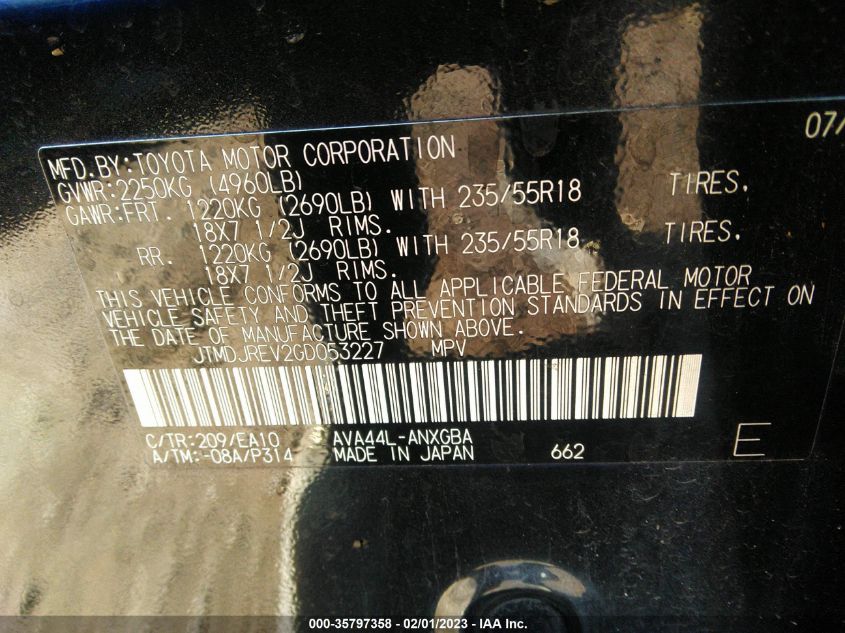 07/
MFD.BY:TOYOTA MOTOR CORPORATION
GVWR:2250KG (4960LB)
GAWR:FRT. 1220KG (2690LB) WITH 235/55R18 TIRES.
18X7 1/2J RIMS.
RR. 1220KG (2690LB) WITH 235/55R18 TIRES.
18X7 1/2J RIMS.
THIS VEHICLE CONFORMS TO ALL APPLICABLE FEDERAL MOTOR
VEHICLE SAFETY AND THEFT PREVENTION STANDARDS IN EFFECT ON
THE DATE OF MANUFACTURE SHOWN ABOVE.
JTMDJREV2GD053227 MPV
C/TR:209/EA10 AVA44L-ANXGBA
A/TM:-08A/P314 MADE IN JAPAN 662 E
000-35797358 - 02/01/2023 - IAA Inc.